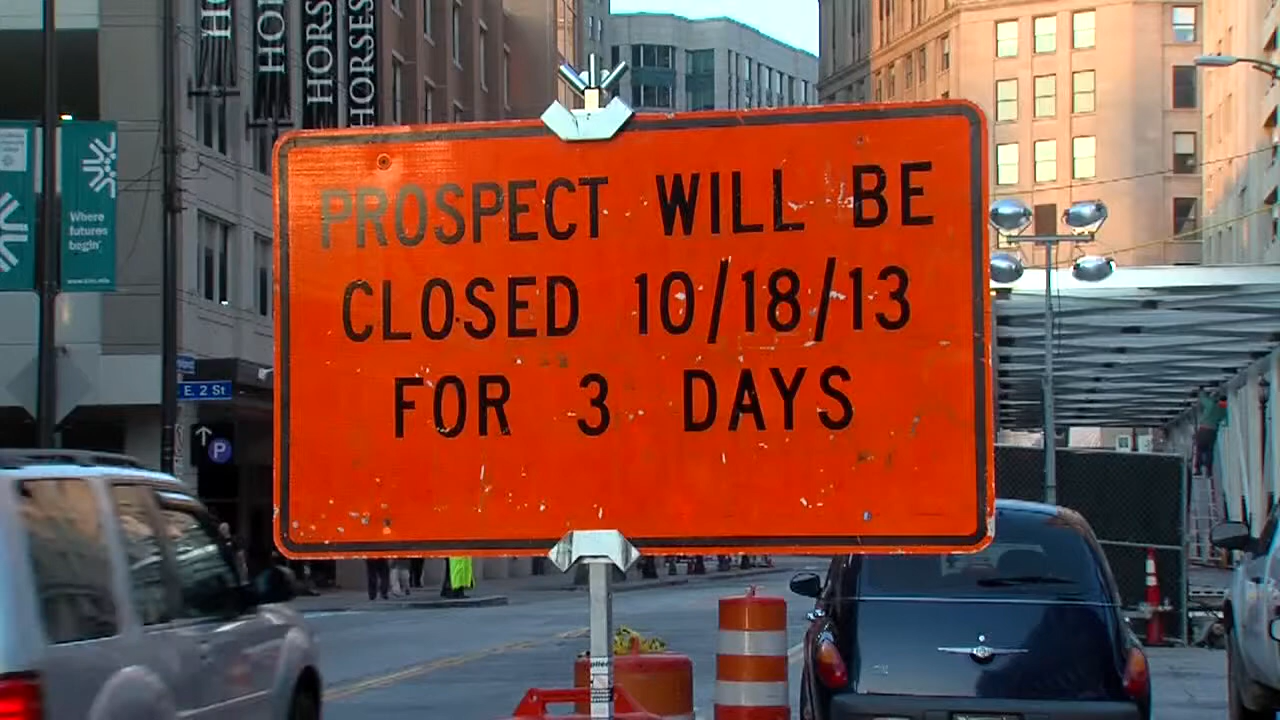 HORSES
HORSES
Where
futures
begin
E. 2 St
P
PROSPECT WILL BE
CLOSED 10/18/13
FOR 3 DAYS